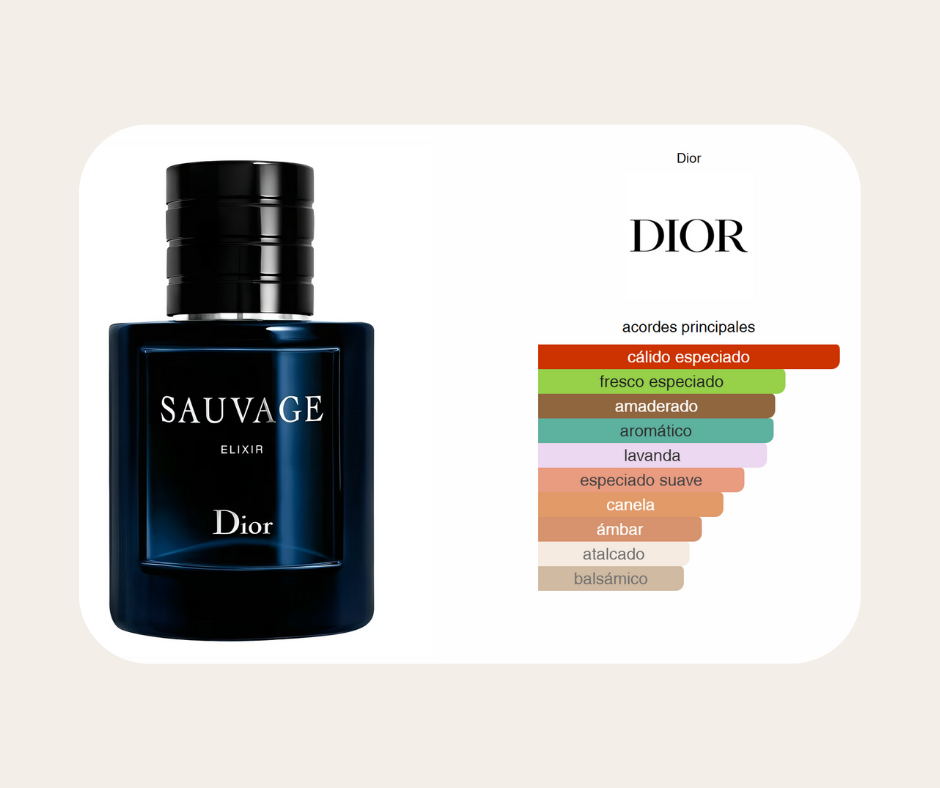 SAUVAGE
ELIXIR
Dior
Dior
DIOR
acordes principales
cálido especiado
fresco especiado
amaderado
aromático
lavanda
especiado suave
canela
ámbar
atalcado
balsámico